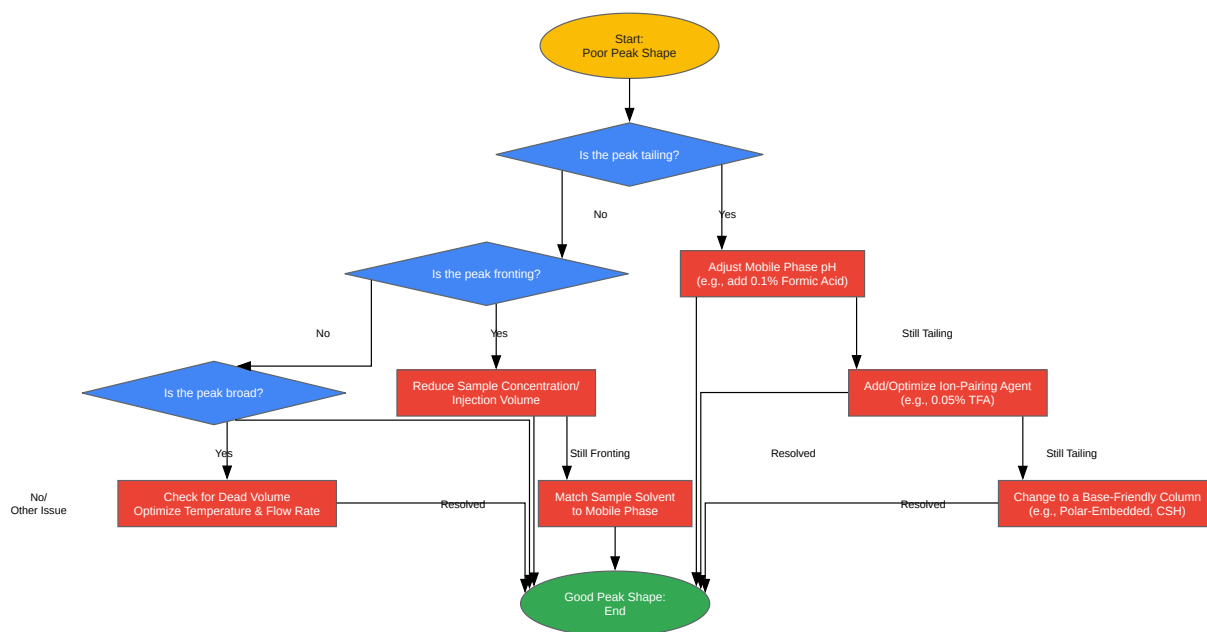 Start:
Poor Peak Shape
Is the peak tailing?
No
Yes
Is the peak fronting?
Adjust Mobile Phase pH
(e.g., add 0.1% Formic Acid)
No
Yes
Still Tailing
Is the peak broad?
Reduce Sample Concentration/
Injection Volume
Add/Optimize Ion-Pairing Agent
(e.g., 0.05% TFA)
Yes
Still Fronting
Resolved
Still Tailing
No/
Other Issue
Check for Dead Volume
Optimize Temperature & Flow Rate
Resolved
Match Sample Solvent
to Mobile Phase
Resolved
Change to a Base-Friendly Column
(e.g., Polar-Embedded, CSH)
Good Peak Shape:
End